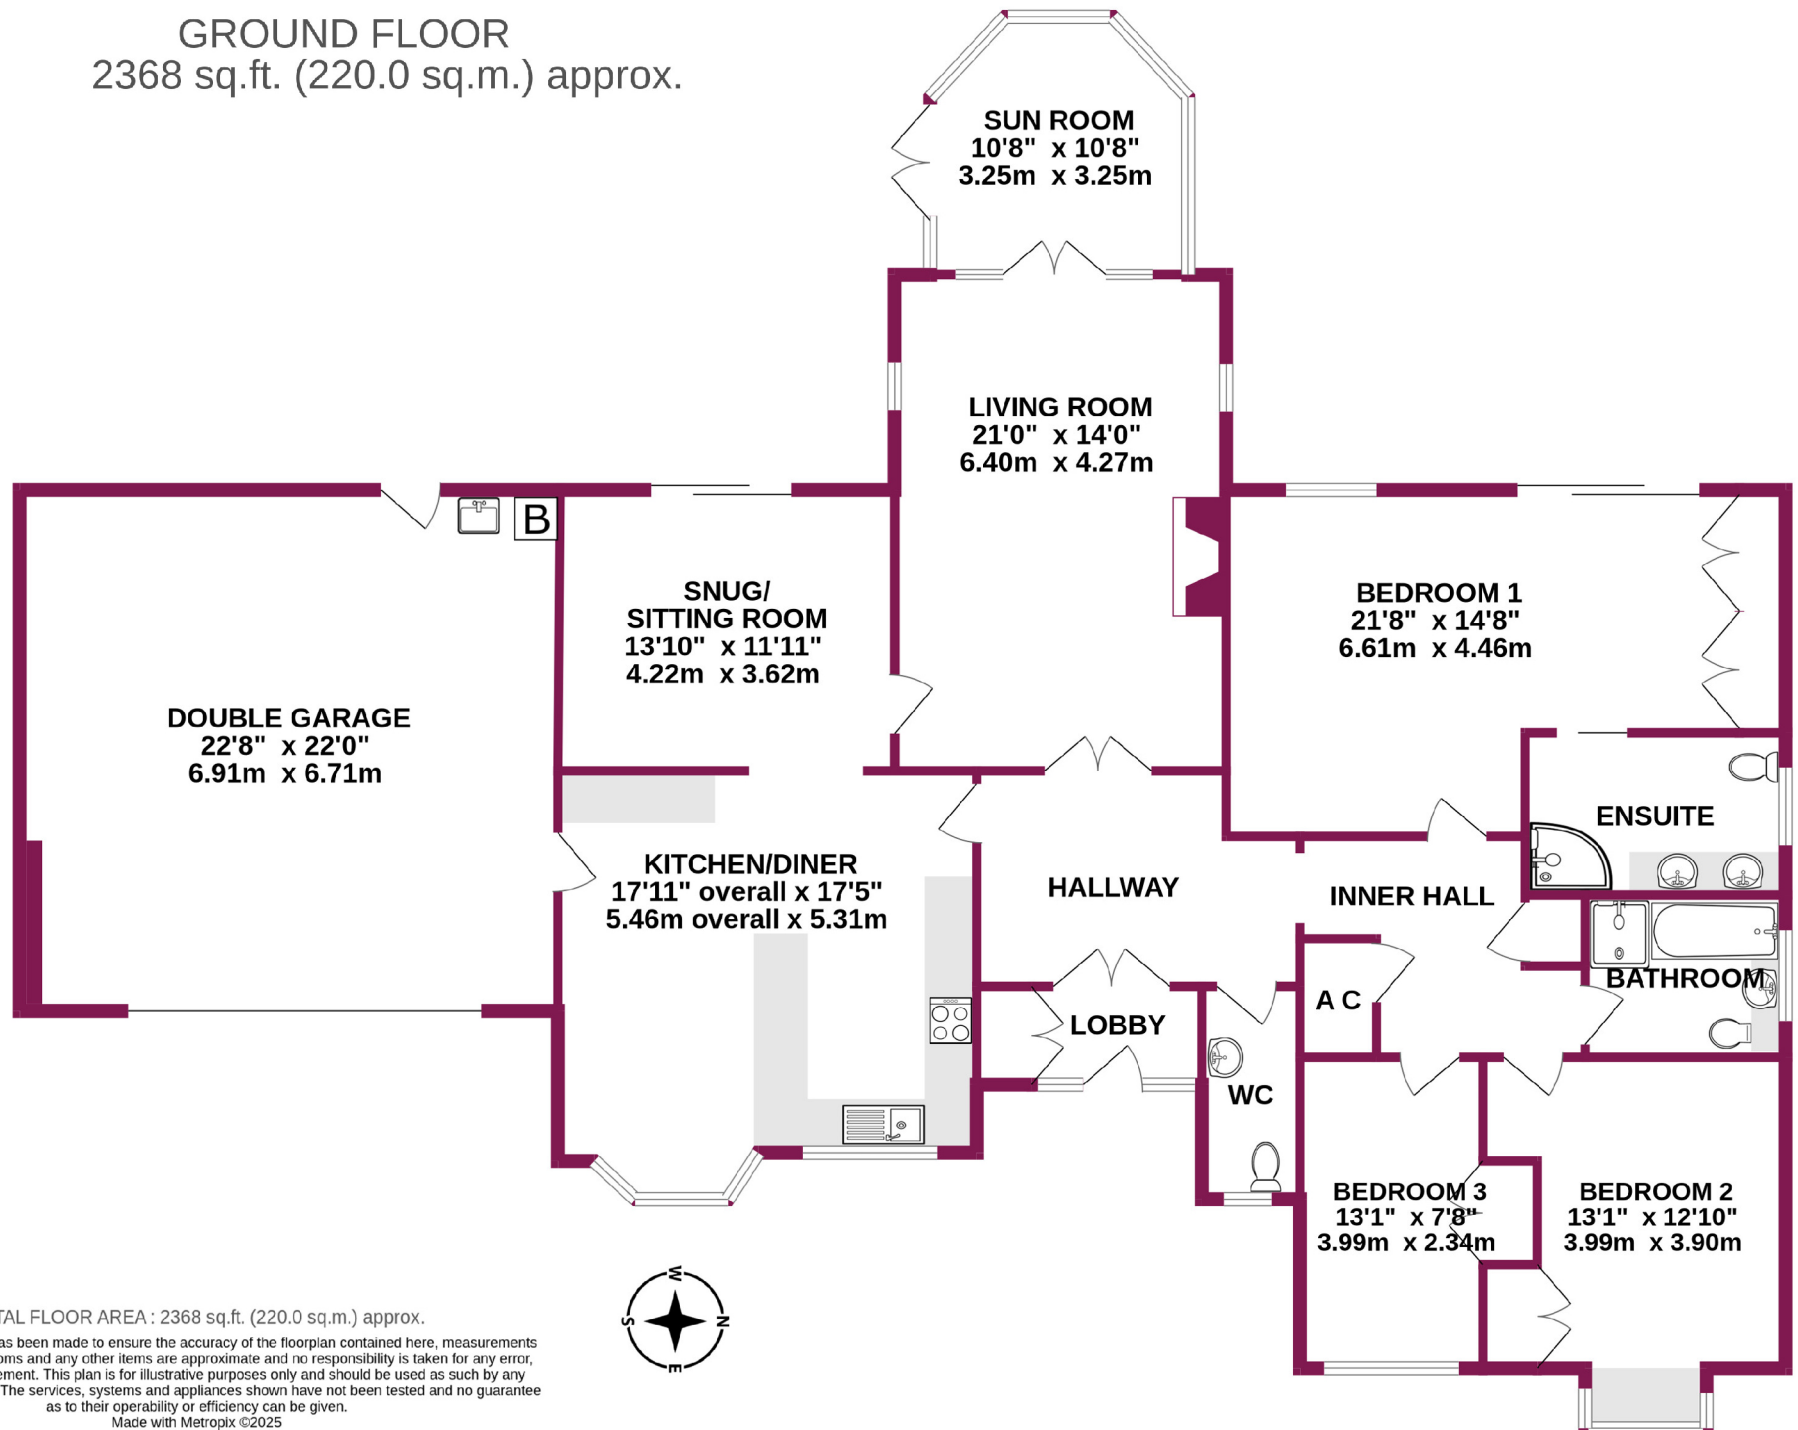 GROUND FLOOR
2368 sq.ft. (220.0 sq.m.) approx.
SUN ROOM
10'8" x 10'8"
3.25m x 3.25m
LIVING ROOM
21'0" x 14'0"
6.40m x 4.27m
B
SNUG/
SITTING ROOM
13'10" x 11'11"
4.22m x 3.62m
BEDROOM 1
21'8" x 14'8"
6.61m x 4.46m
DOUBLE GARAGE
22'8" x 22'0"
6.91m x 6.71m
ENSUITE
KITCHEN/DINER
17'11" overall x 17'5"
5.46m overall x 5.31m
HALLWAY
INNER HALL
BATHROOM
A C
LOBBY
WC
BEDROOM 3
13'1" x 7'8"
3.99m x 2.34m
BEDROOM 2
13'1" x 12'10"
3.99m x 3.90m
W
N
S
E
FLOOR AREA : 2368 sq.ft. (220.0 sq.m.) approx.
has been made to ensure the accuracy of the floorplan contained here, measurements
and any other items are approximate and no responsibility is taken for any error,
This plan is for illustrative purposes only and should be used as such by any
The services, systems and appliances shown have not been tested and no guarantee
as to their operability or efficiency can be given.
Made with Metropix ©2025